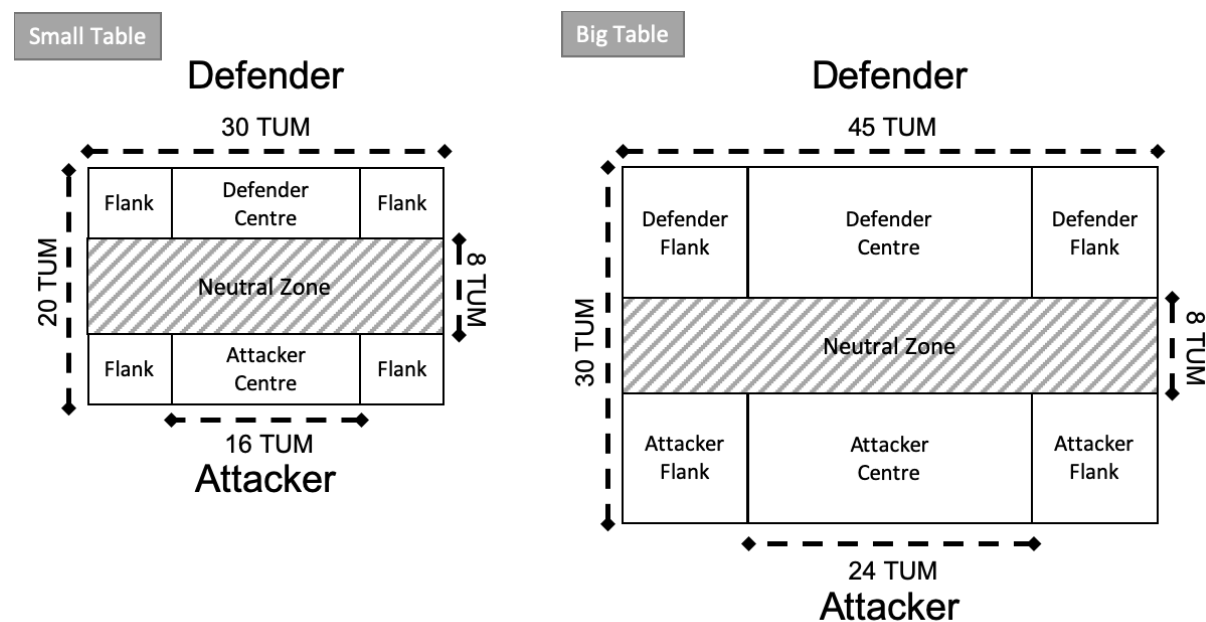 Small Table
Defender
30 TUM
20 TUM
Flank
Defender
Centre
Flank
Neutral Zone
8 TUM
Flank
Attacker
Centre
Flank
16 TUM
Attacker
Big Table
Defender
45 TUM
30 TUM
Defender
Flank
Defender
Centre
Defender
Flank
Neutral Zone
8 TUM
Attacker
Flank
Attacker
Centre
Attacker
Flank
24 TUM
Attacker